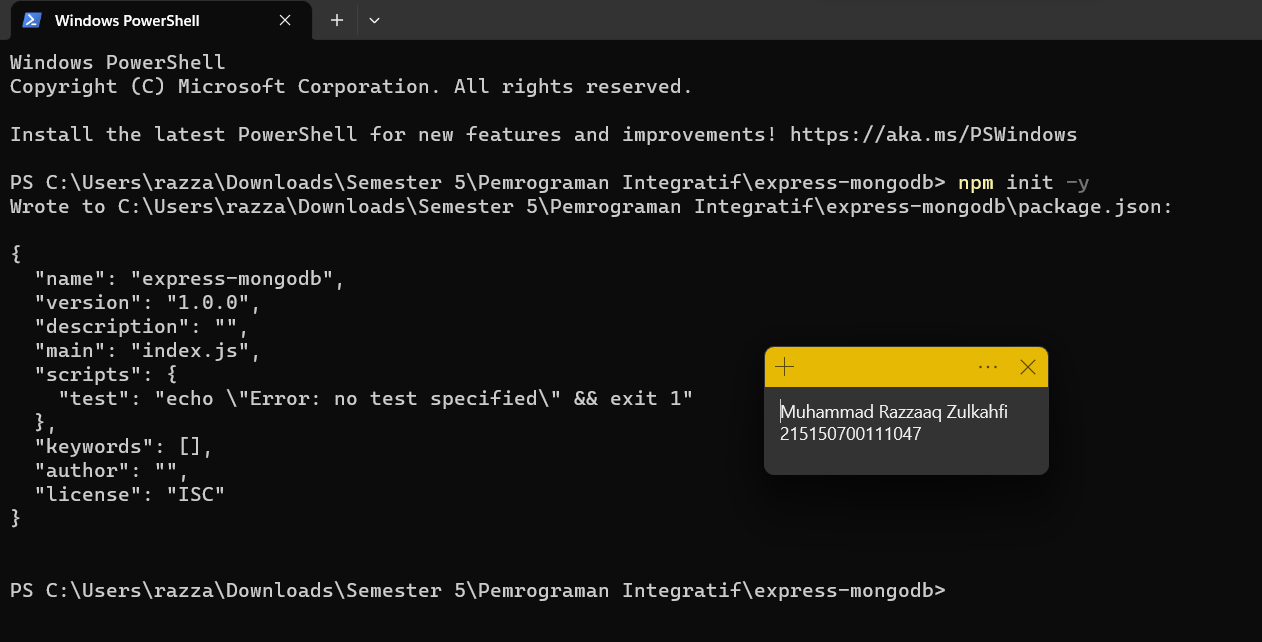 Windows PowerShell
Windows PowerShell
Copyright (C) Microsoft Corporation. All rights reserved.
Install the latest PowerShell for new features and improvements! https://aka.ms/PSWindows
PS C:\Users\razza\Downloads\Semester 5\Pemrograman Integratif\express-mongodb> npm init -y
Wrote to C:\Users\razza\Downloads\Semester 5\Pemrograman Integratif\express-mongodb\package.json:
{
  "name": "express-mongodb",
  "version": "1.0.0",
  "description": "",
  "main": "index.js",
  "scripts": {
    "test": "echo \"Error: no test specified\" && exit 1"
  },
  "keywords": [],
  "author": "",
  "license": "ISC"
}
Muhammad Razzaaq Zulkahfi
215150700111047
PS C:\Users\razza\Downloads\Semester 5\Pemrograman Integratif\express-mongodb>